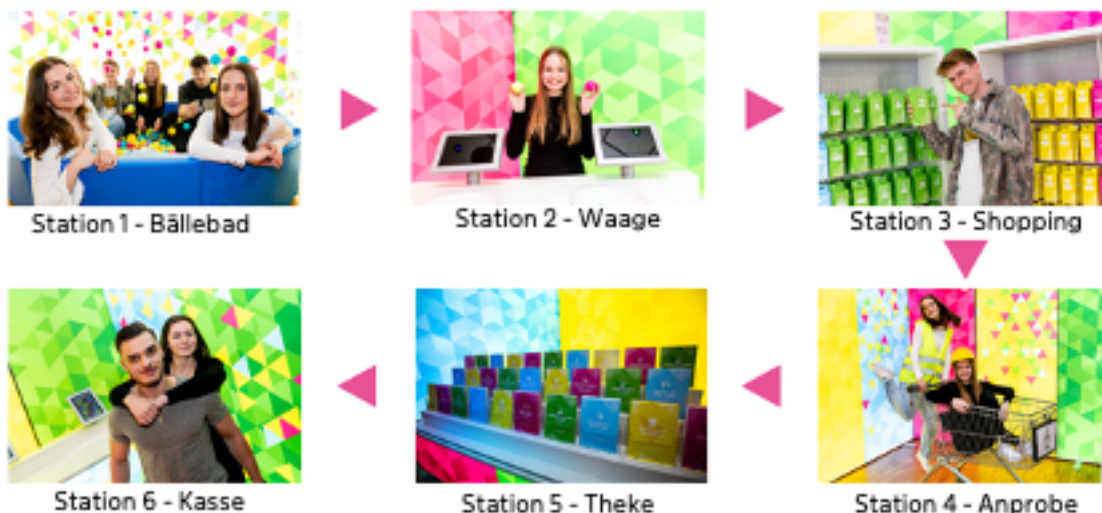 Station 1 - Bällebad
Station 2 - Waage
Station 3 - Shopping
Station 4 - Anprobe
Station 5 - Theke
Station 6 - Kasse